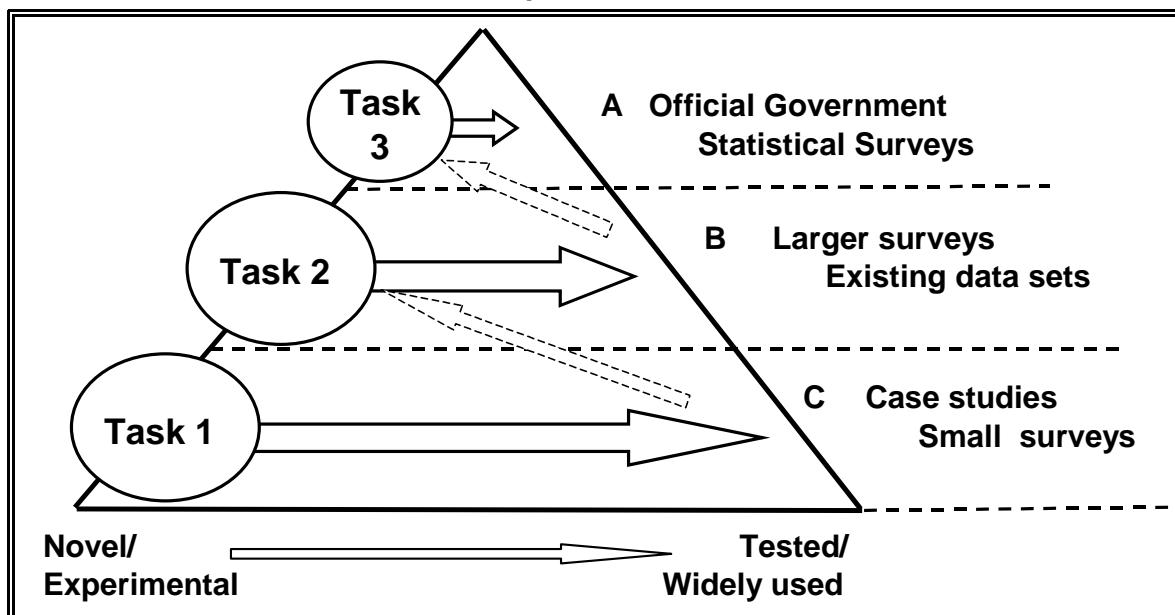 Task
3
A Official Government
Statistical Surveys
Task 2
B Larger surveys
Existing data sets
Task 1
C Case studies
Small surveys
Novel/
Experimental
Tested/
Widely used